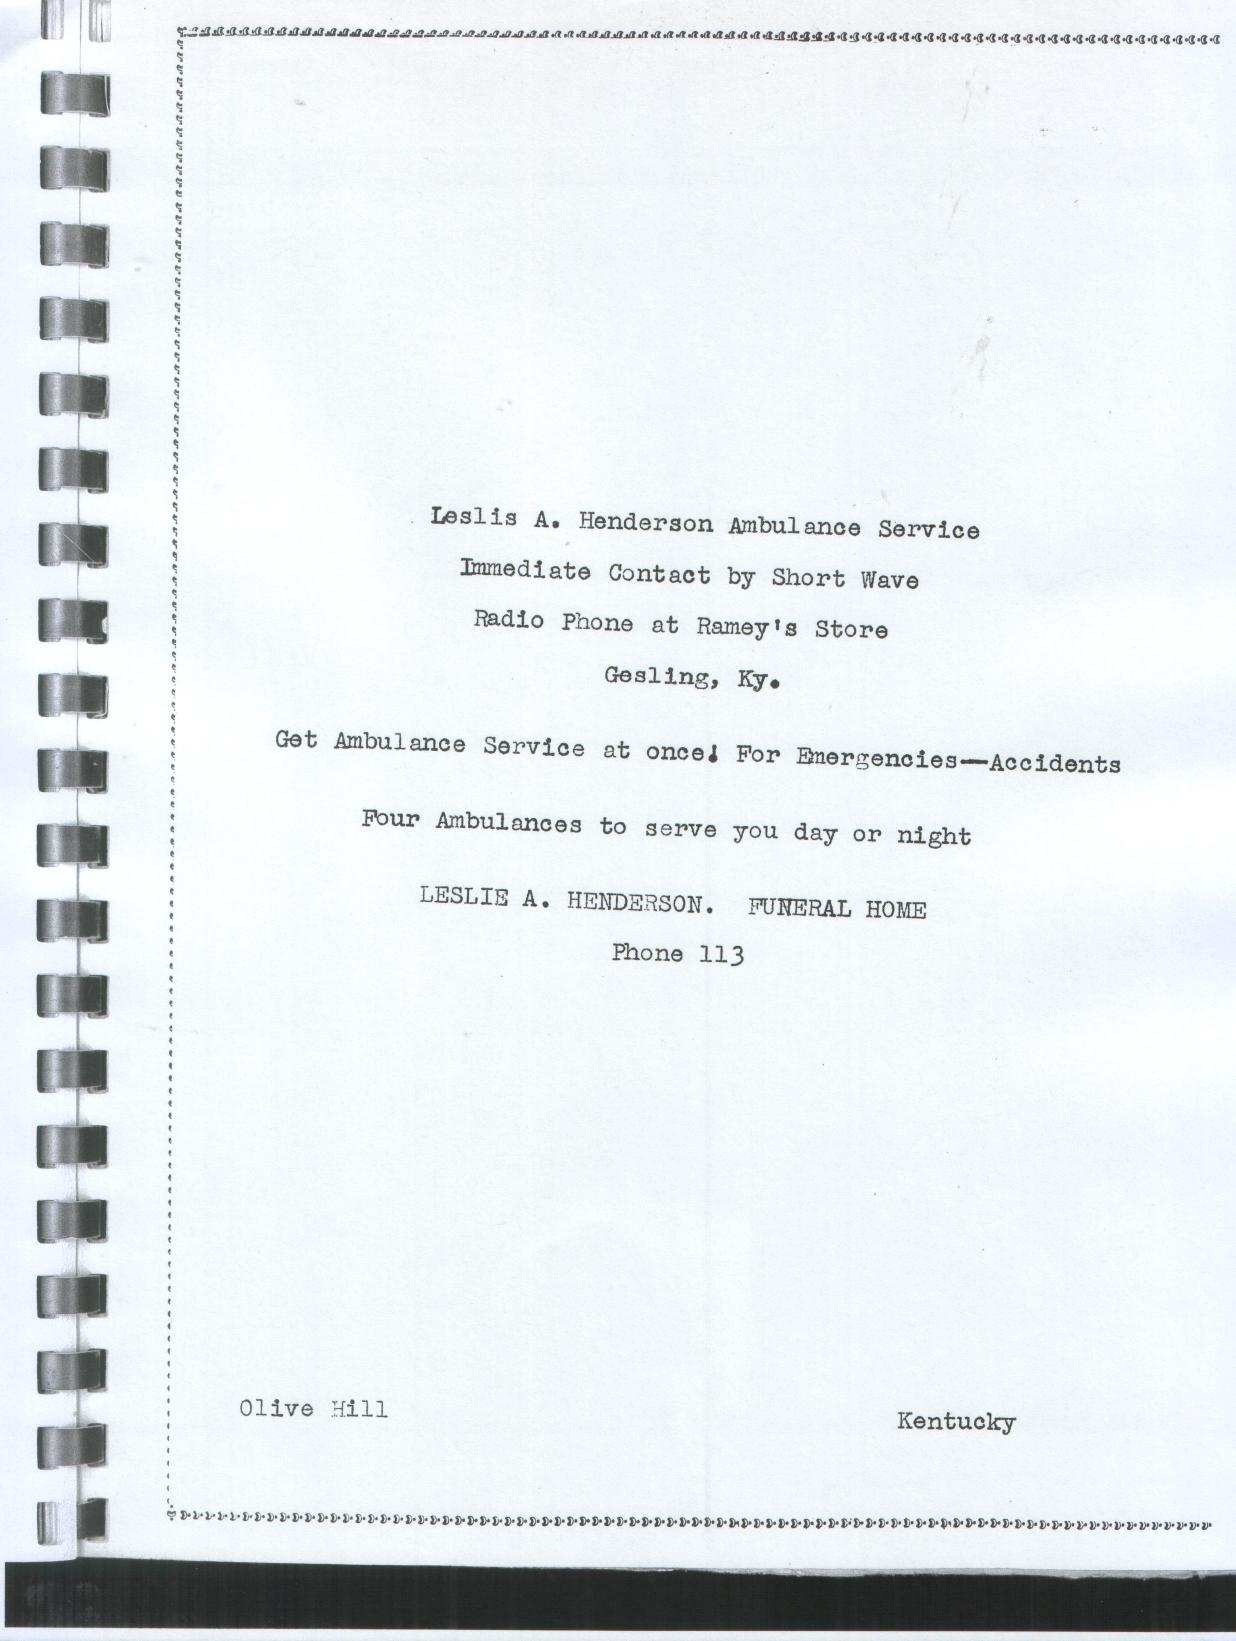 Leslis A. Henderson Ambulance Service
Immediate Contact by Short Wave
Radio Phone at Ramey's Store
Gesling, Ky.
Get Ambulance Service at once! For Emergencies—Accidents
Four Ambulances to serve you day or night
LESLIE A. HENDERSON. FUNERAL HOME
Phone 113
Olive Hill Kentucky